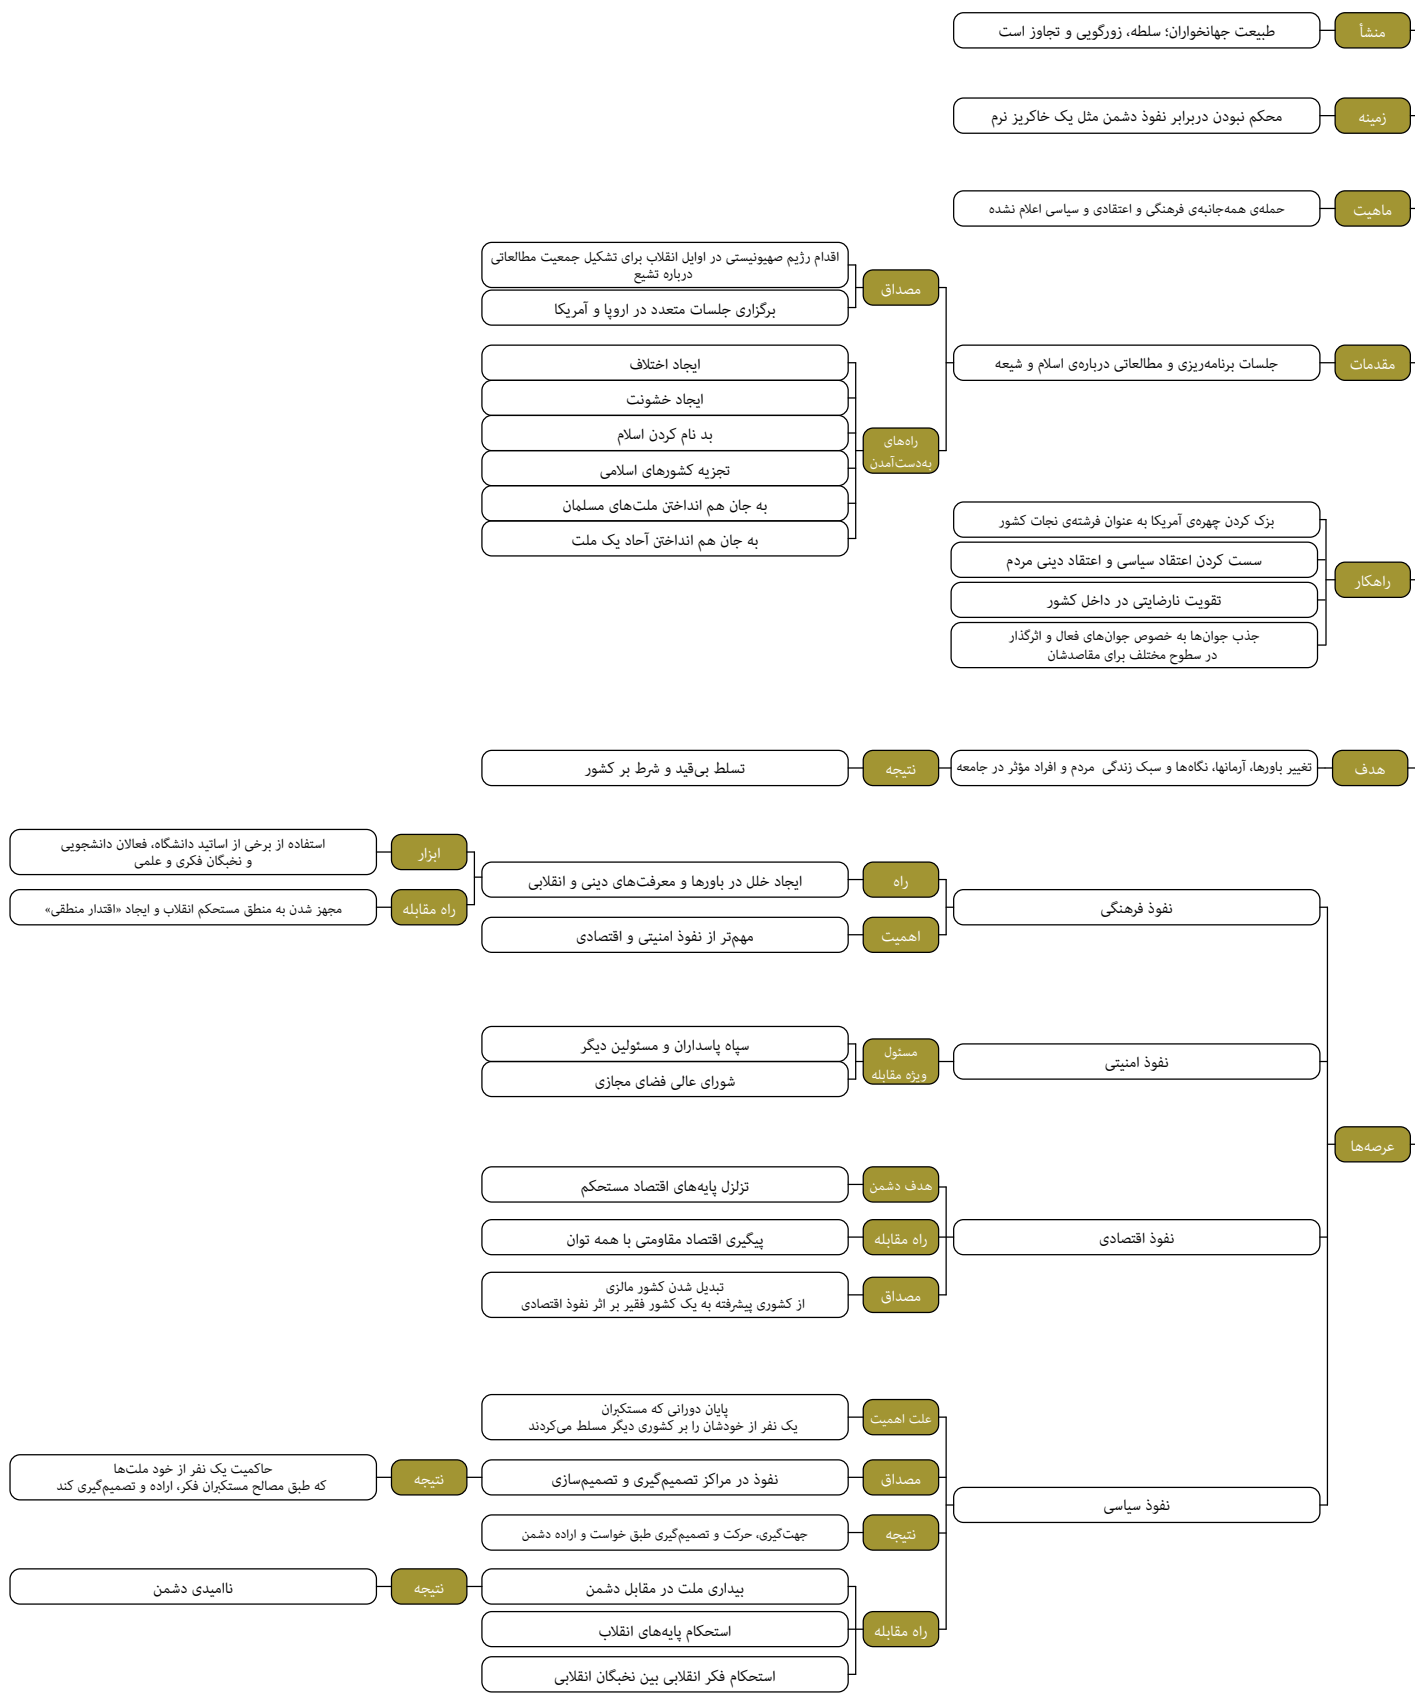 منشأ
طبیعت جهانخواران؛ سلطه، زورگویی و تجاوز است
زمینه
محکم نبودن دربرابر نفوذ دشمن مثل یک خاکریز نرم
ماهیت
حمله‌ی همه‌جانبه‌ی فرهنگی و اعتقادی و سیاسی اعلام نشده
مقدمات
جلسات برنامه‌ریزی و مطالعاتی درباره‌ی اسلام و شیعه
مصداق
اقدام رژیم صهیونیستی در اوایل انقلاب برای تشکیل جمعیت مطالعاتی
درباره تشیع
برگزاری جلسات متعدد در اروپا و آمریکا
راه‌های
به‌دست‌آمدن
ایجاد اختلاف
ایجاد خشونت
بد نام کردن اسلام
تجزیه کشورهای اسلامی
به جان هم انداختن ملت‌های مسلمان
به جان هم انداختن آحاد یک ملت
راهکار
بزک کردن چهره‌ی آمریکا به عنوان فرشته‌ی نجات کشور
سست کردن اعتقاد سیاسی و اعتقاد دینی مردم
تقویت نارضایتی در داخل کشور
جذب جوان‌ها به خصوص جوان‌های فعال و اثرگذار
در سطوح مختلف برای مقاصدشان
هدف
تغییر باورها، آرمانها، نگاه‌ها و سبک زندگی مردم و افراد مؤثر در جامعه
نتیجه
تسلط بی‌قید و شرط بر کشور
عرصه‌ها
نفوذ فرهنگی
راه
ایجاد خلل در باورها و معرفت‌های دینی و انقلابی
ابزار
استفاده از برخی از اساتید دانشگاه، فعالان دانشجویی
و نخبگان فکری و علمی
راه مقابله
مجهز شدن به منطق مستحکم انقلاب و ایجاد «اقتدار منطقی»
اهمیت
مهم‌تر از نفوذ امنیتی و اقتصادی
نفوذ امنیتی
مسئول
ویژه مقابله
سپاه پاسداران و مسئولین دیگر
شورای عالی فضای مجازی
نفوذ اقتصادی
هدف دشمن
تزلزل پایه‌های اقتصاد مستحکم
راه مقابله
پیگیری اقتصاد مقاومتی با همه توان
مصداق
تبدیل شدن کشور مالزی
از کشوری پیشرفته به یک کشور فقیر بر اثر نفوذ اقتصادی
نفوذ سیاسی
علت اهمیت
پایان دورانی که مستکبران
یک نفر از خودشان را بر کشوری دیگر مسلط می‌کردند
مصداق
نفوذ در مراکز تصمیم‌گیری و تصمیم‌سازی
نتیجه
حاکمیت یک نفر از خود ملت‌ها
که طبق مصالح مستکبران فکر، اراده و تصمیم‌گیری کند
نتیجه
جهت‌گیری، حرکت و تصمیم‌گیری طبق خواست و اراده دشمن
راه مقابله
بیداری ملت در مقابل دشمن
نتیجه
ناامیدی دشمن
استحکام پایه‌های انقلاب
استحکام فکر انقلابی بین نخبگان انقلابی